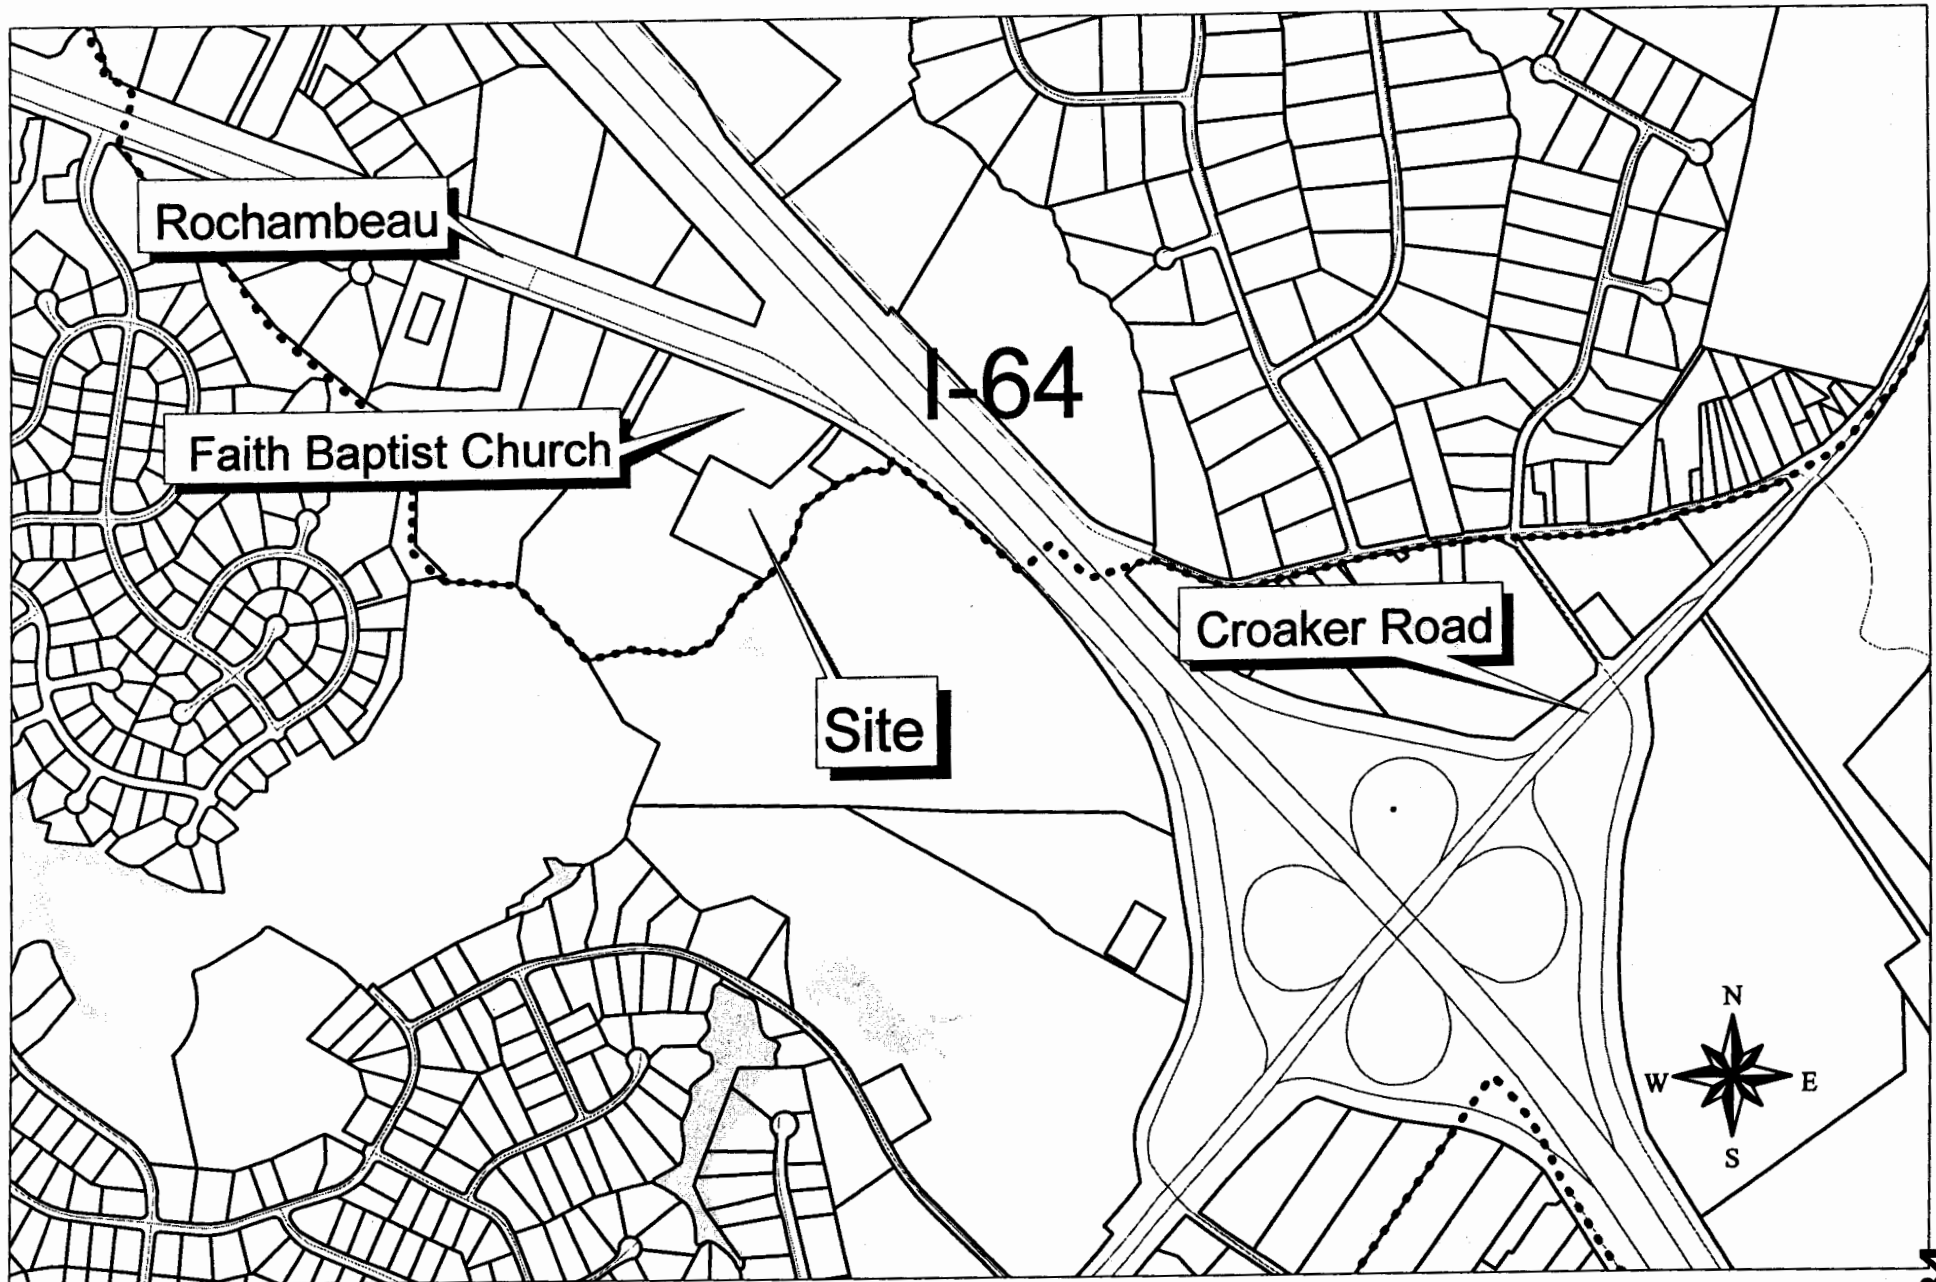 Rochambeau
I-64
Faith Baptist Church
Croaker Road
Site
N
W
E
S